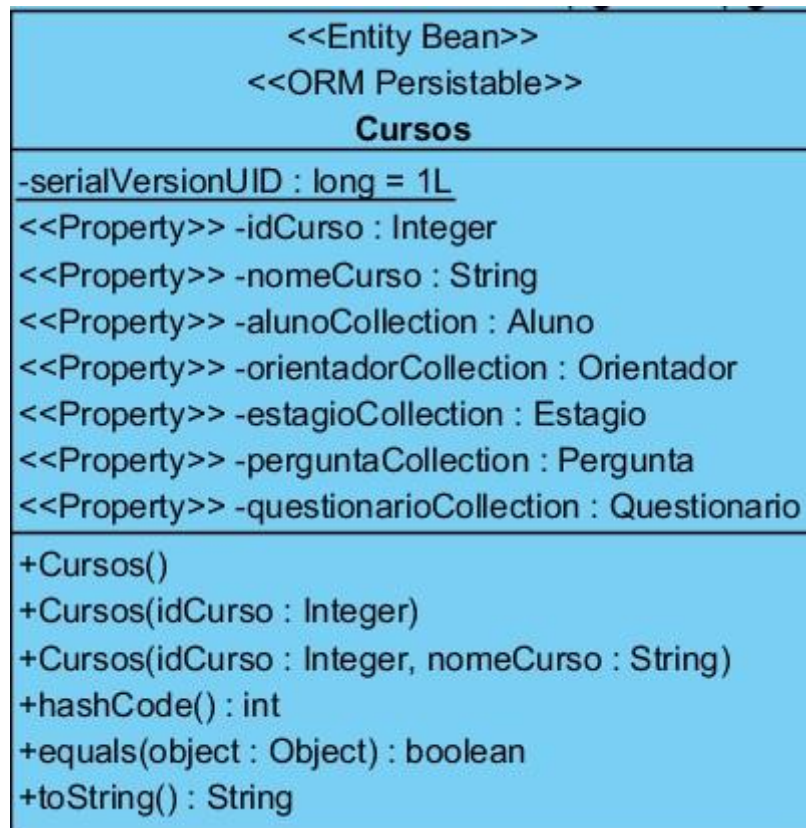 <<Entity Bean>>
<<ORM Persistable>>
Cursos
-serialVersionUID : long = 1L
<<Property>> -idCurso : Integer
<<Property>> -nomeCurso : String
<<Property>> -alunoCollection : Aluno
<<Property>> -orientadorCollection : Orientador
<<Property>> -estagioCollection : Estagio
<<Property>> -perguntaCollection : Pergunta
<<Property>> -questionarioCollection : Questionario
+Cursos()
+Cursos(idCurso : Integer)
+Cursos(idCurso : Integer, nomeCurso : String)
+hashCode() : int
+equals(object : Object) : boolean
+toString() : String